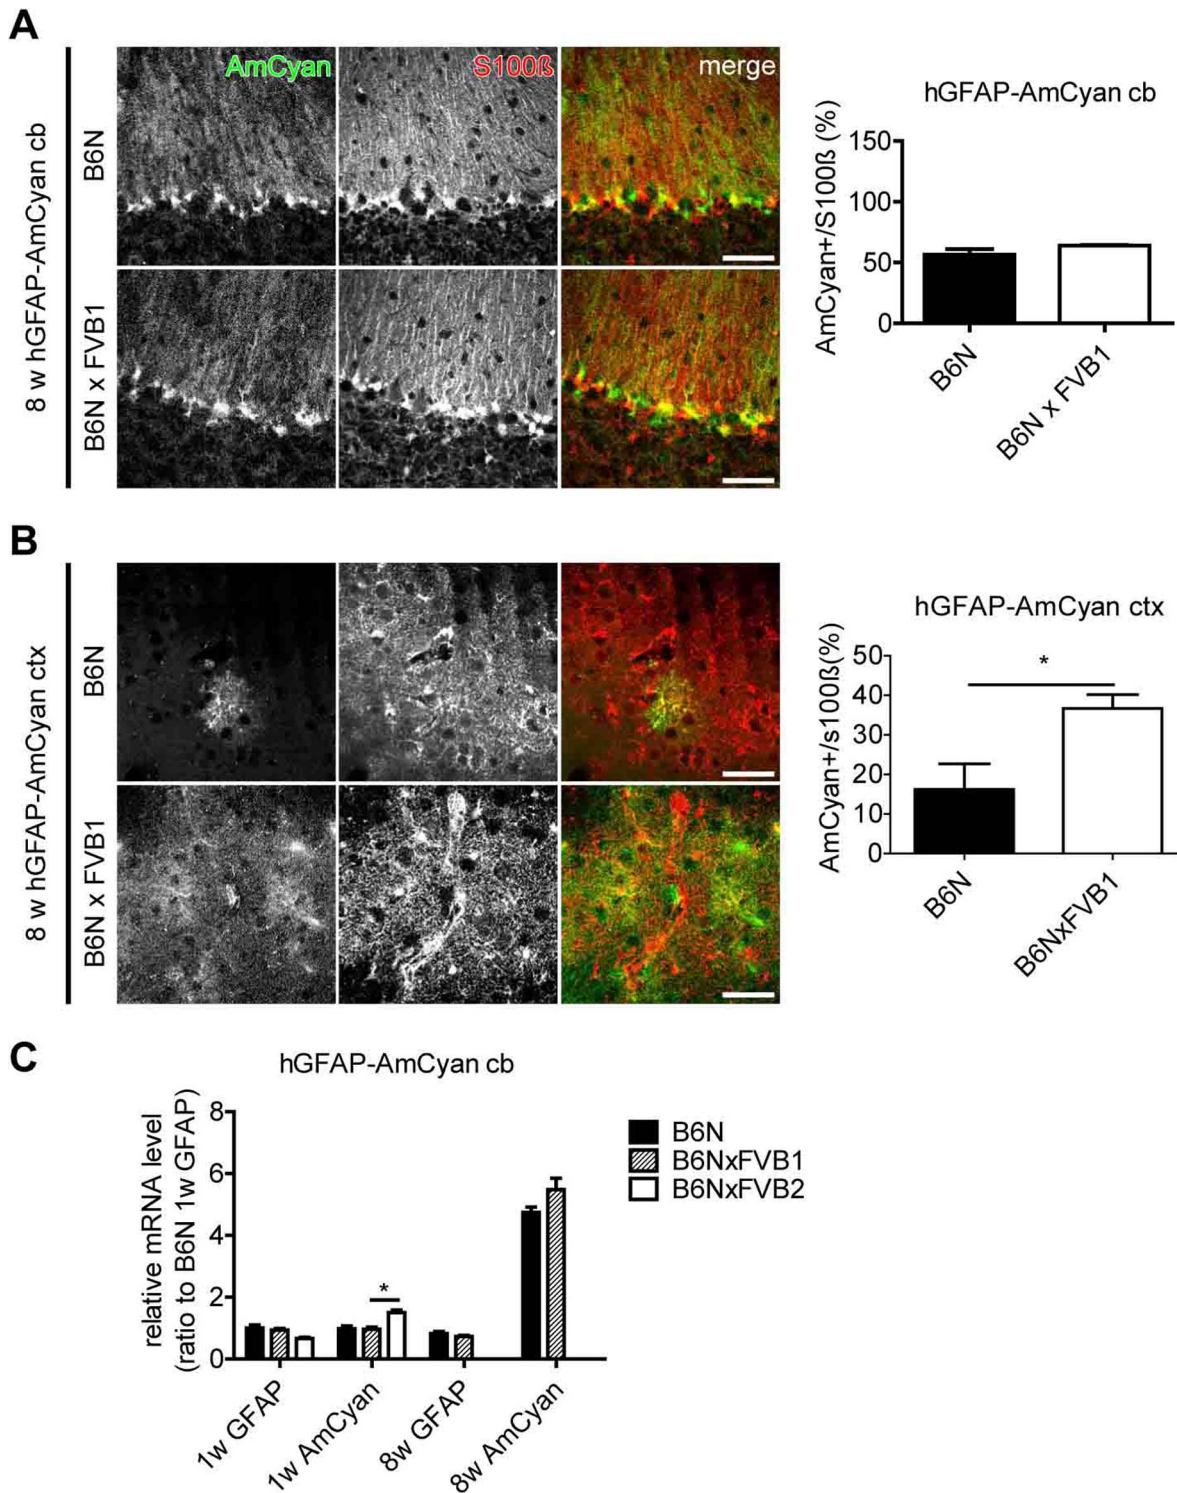 A
8 w hGFAP-AmCyan cb
B6N
B6N x FVB1
AmCyan
S100ß
merge
hGFAP-AmCyan cb
AmCyan+/S100ß (%)
150
100
50
0
B6N
B6N x FVB1
B
8 w hGFAP-AmCyan ctx
B6N
B6N x FVB1
hGFAP-AmCyan ctx
AmCyan+/s100ß(%)
50
40
30
20
10
0
*
B6N
B6NxFVB1
C
hGFAP-AmCyan cb
relative mRNA level
(ratio to B6N 1w GFAP)
8
6
4
2
0
*
1w GFAP
1w AmCyan
8w GFAP
8w AmCyan
B6N
B6NxFVB1
B6NxFVB2